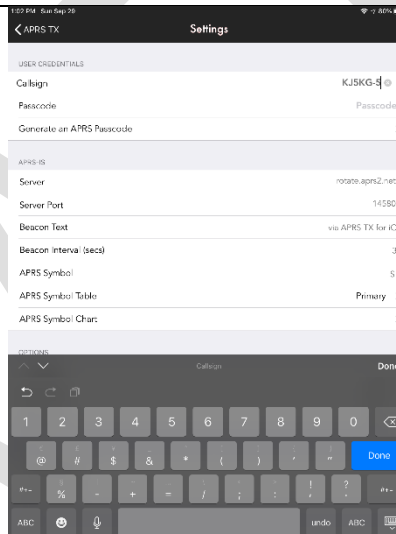 1:02 PM Sun Sep 20 80%
APRS TX Settings
USER CREDENTIALS
Callsign KJ5KG-5
Passcode Passcode
Generate an APRS Passcode
APRS-IS
Server rotate.aprs2.net
Server Port 14580
Beacon Text via APRS TX for iO
Beacon Interval (secs) 3
APRS Symbol S
APRS Symbol Table Primary
APRS Symbol Chart
OPTIONS
Callsign Done
1 2 3 4 5 6 7 8 9 0
@ # $ & * ( ) ' "
Done
#+= % - + = / ; : ! ? #+=
ABC undo ABC